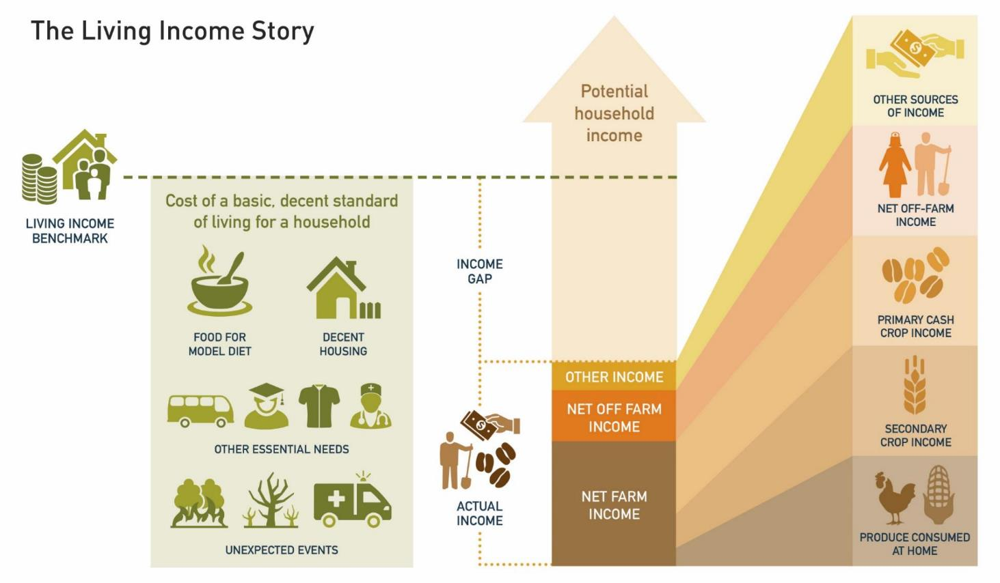 The Living Income Story
LIVING INCOME
BENCHMARK
Cost of a basic, decent standard
of living for a household
FOOD FOR
MODEL DIET
DECENT
HOUSING
OTHER ESSENTIAL NEEDS
UNEXPECTED EVENTS
INCOME
GAP
$
ACTUAL
INCOME
Potential
household
income
OTHER INCOME
NET OFF FARM
INCOME
NET FARM
INCOME
$
OTHER SOURCES
OF INCOME
NET OFF-FARM
INCOME
PRIMARY CASH
CROP INCOME
SECONDARY
CROP INCOME
PRODUCE CONSUMED
AT HOME